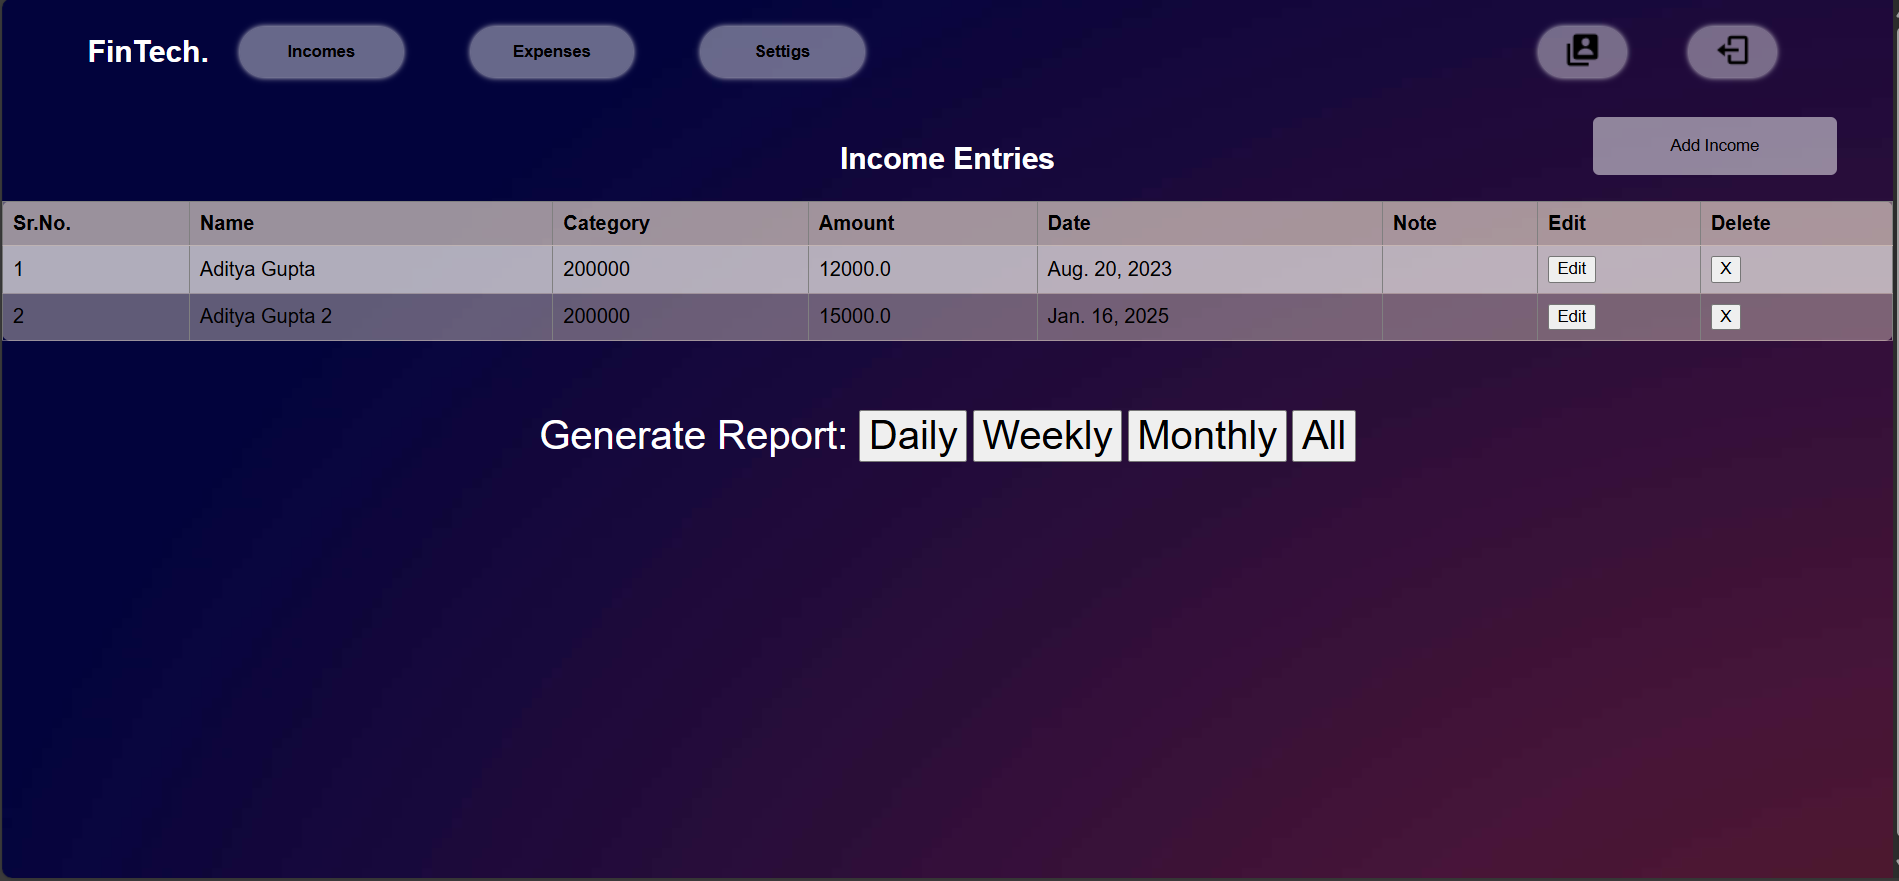 FinTech. Incomes Expenses Settigs
Add Income
Income Entries
Sr.No. Name Category Amount Date Note Edit Delete
1 Aditya Gupta 200000 12000.0 Aug. 20, 2023 Edit X
2 Aditya Gupta 2 200000 15000.0 Jan. 16, 2025 Edit X
Generate Report: Daily Weekly Monthly All